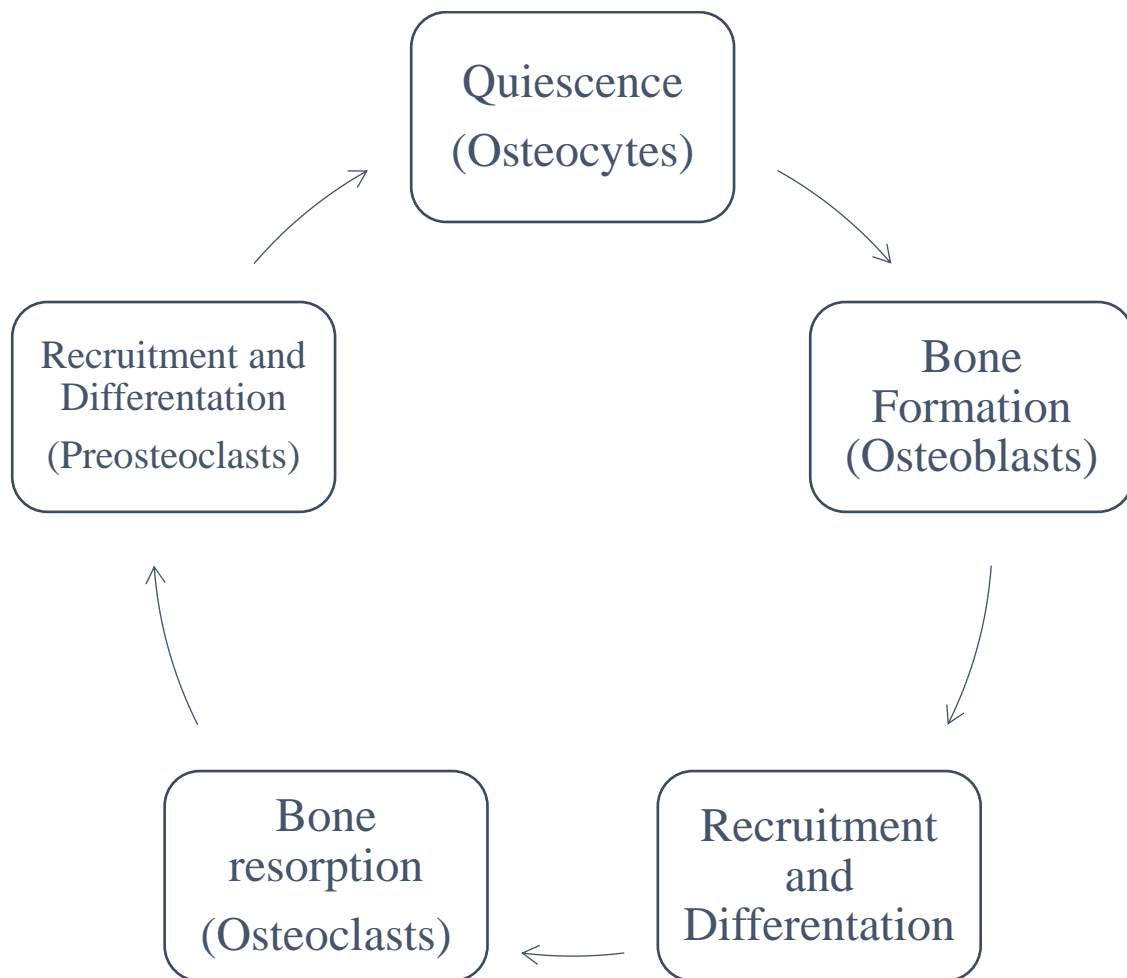 Quiescence
(Osteocytes)
Bone
Formation
(Osteoblasts)
Recruitment
and
Differentation
Bone
resorption
(Osteoclasts)
Recruitment and
Differentation
(Preosteoclasts)